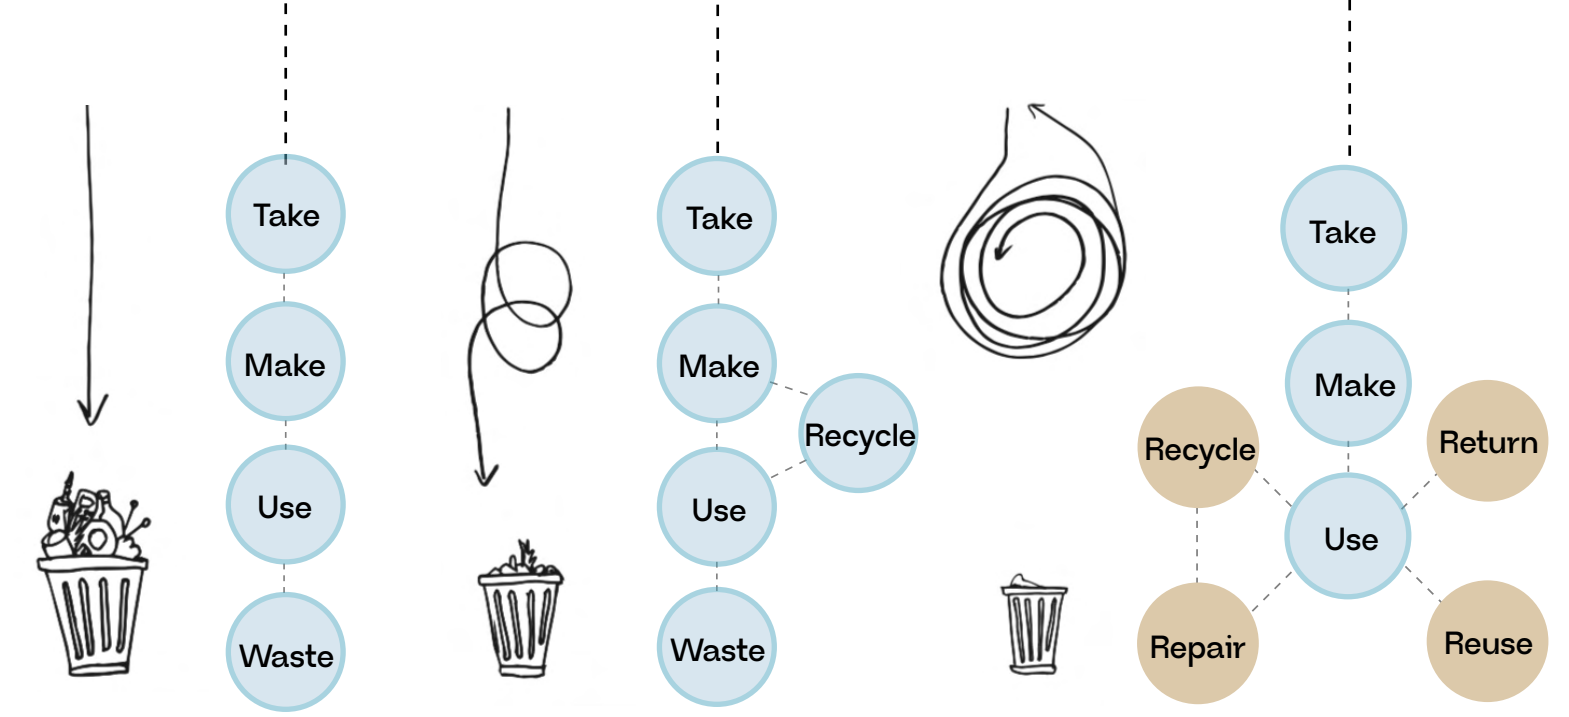 Take
Make
Use
Waste
Take
Make
Recycle
Use
Waste
Take
Make
Recycle
Return
Use
Repair
Reuse